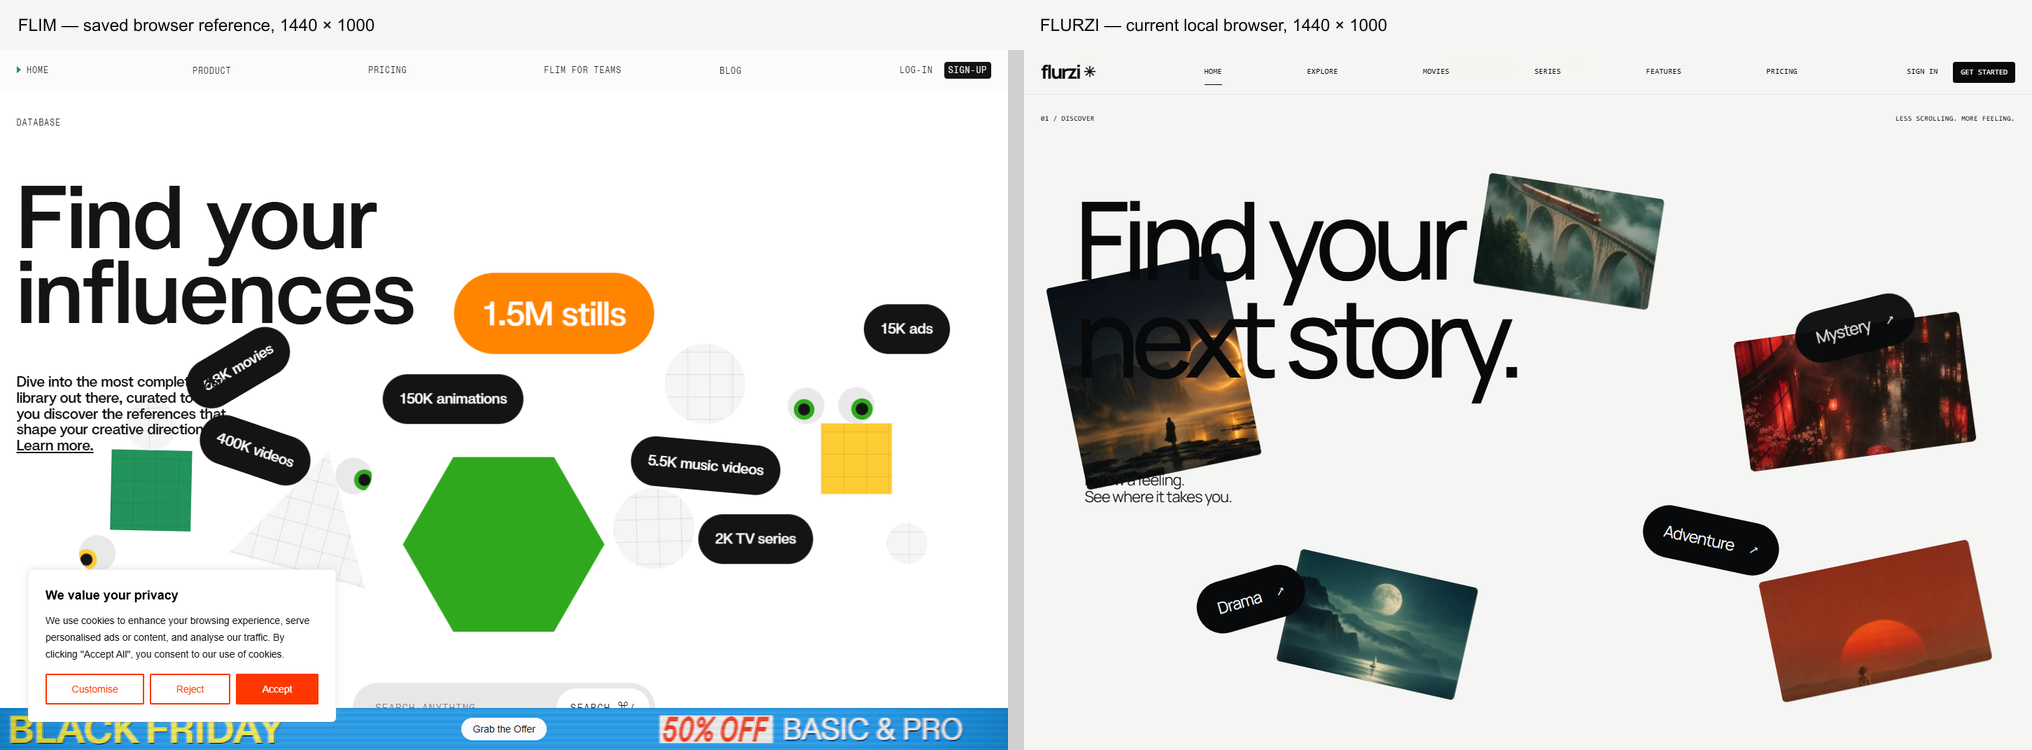 FLIM — saved browser reference, 1440 × 1000
HOME
PRODUCT
PRICING
FLIM FOR TEAMS
BLOG
LOG-IN
SIGN-UP
DATABASE
Find your
influences
1.5M stills
15K ads
movies
150K animations
Dive into the most
library out there, curated to
you discover the references that
shape your creative direction
Learn more.
400K videos
5.5K music videos
2K TV series
We value your privacy
We use cookies to enhance your browsing experience, serve
personalised ads or content, and analyse our traffic. By
clicking "Accept All", you consent to our use of cookies.
Customise
Reject
Accept
SEARCH ANYTHING
SEARCH ⌘/
BLACK FRIDAY
Grab the Offer
50% OFF BASIC & PRO
FLURZI — current local browser, 1440 × 1000
flurzi
HOME
EXPLORE
MOVIES
SERIES
FEATURES
PRICING
SIGN IN
GET STARTED
01 / DISCOVER
LESS SCROLLING. MORE FEELING.
Find your
next story.
Mystery ↗
feeling.
See where it takes you.
Adventure ↗
Drama ↗